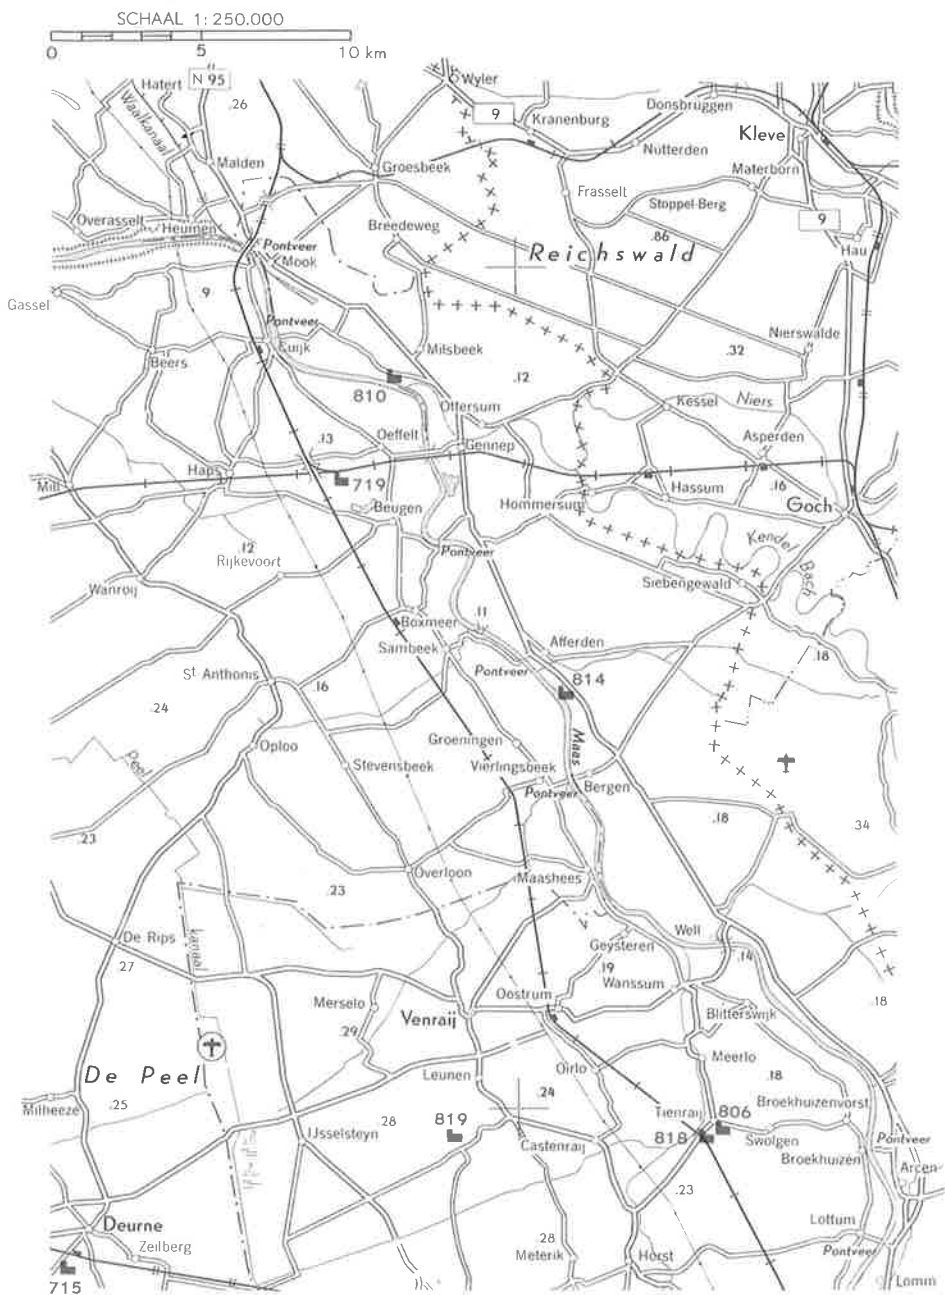 SCHAAL 1:250.000
0 5 10 km
Hatert
N 95
Wyler
.26
Waalkanaal
9
Kranenburg
Donsbruggen
Kleve
Malden
Groesbeek
Nütterden
Materborn
Frasselt
Stoppel-Berg
Overasselt
Heumen
Breedeweg
.86
9
Pontveer
Mook
Reichswald
Hau
Gassel
9
Pontveer
Nierswalde
Cuijk
Milsbeek
.32
Beers
810
.12
Ottersum
Kessel
Niers
.13
Oeffelt
Gennep
Asperden
Haps
Mill
719
Hassum
.16
Hommersum
Goch
Beugen
Kendel
.12
Rijkevoort
Pontveer
Siebengewald
Bach
Wanroij
.11
Boxmeer
Sambeek
Afferden
.18
St Anthonis
.16
Pontveer
814
.24
Groeningen
Maas
Oploo
Peel
Stevensbeek
Vierlingsbeek
Pontveer
Bergen
.23
.18
34
Overloon
Maashees
.23
De Rips
kanaal
Geysteren
Well
.14
27
.19
Wanssum
Merselo
Oostrum
Venraij
Blitterswijk
.18
29
De Peel
Leunen
Oirlo
Meerlo
.18
Milheeze
.25
.24
28
819
Tienraij
806
Broekhuizenvorst
IJsselsteyn
Castenraij
818
Swolgen
Pontveer
Broekhuizen
Arcen
.23
Deurne
Zeilberg
.28
Meterik
Horst
Lottum
Pontveer
Lomm
715